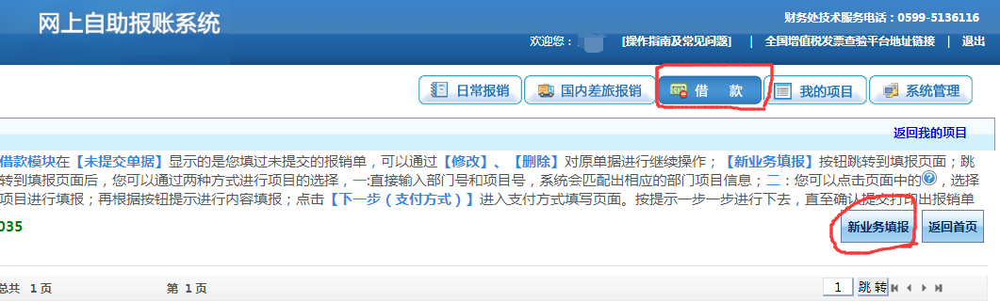 网上自助报账系统
财务处技术服务电话：0599-5136116
欢迎您： [操作指南及常见问题] | 全国增值税发票查验平台地址链接 | 退出
日常报销 国内差旅报销 借 款 我的项目 系统管理
返回我的项目
借款模块在【未提交单据】显示的是您填过未提交的报销单，可以通过【修改】、【删除】对原单据进行继续操作；【新业务填报】按钮跳转到填报页面；跳
转到填报页面后，您可以通过两种方式进行项目的选择，一:直接输入部门号和项目号，系统会匹配出相应的部门项目信息；二：您可以点击页面中的?，选择
项目进行填报；再根据按钮提示进行内容填报；点击【下一步（支付方式）】进入支付方式填写页面。按提示一步一步进行下去，直至确认提交打印出报销单
035 新业务填报 返回首页
总共 1 页 第 1 页 1 跳 转